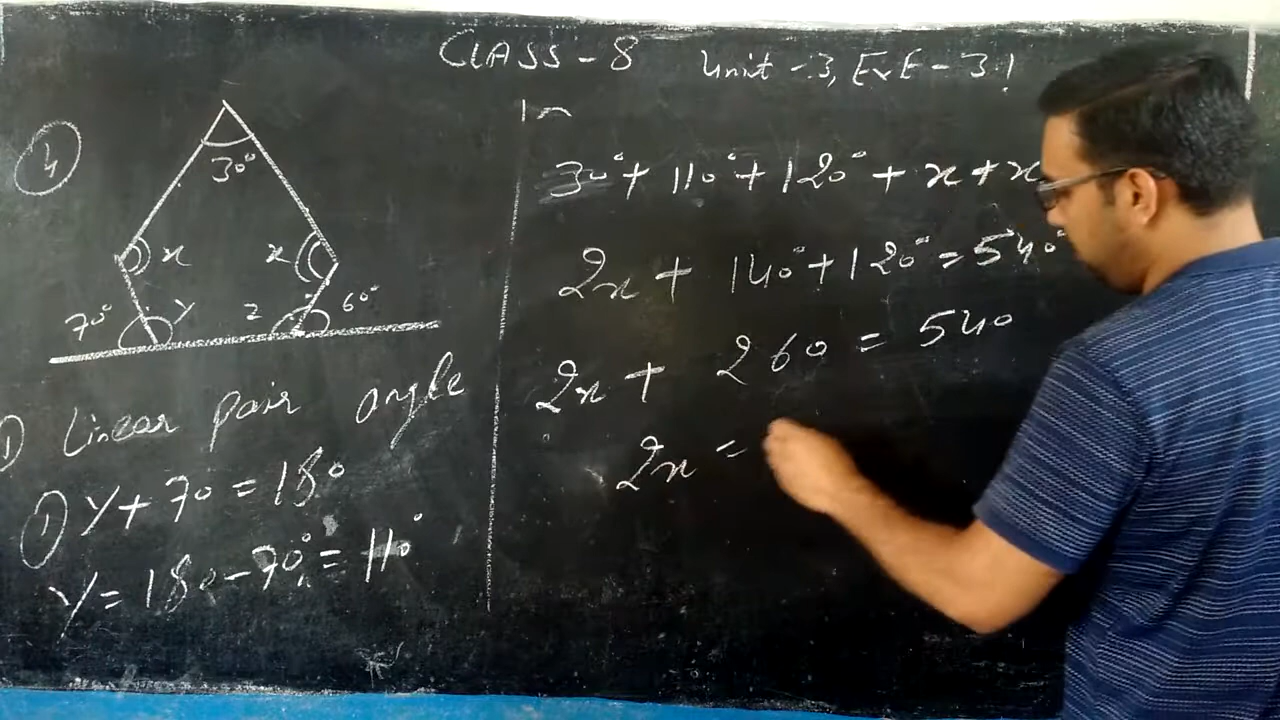 CLASS - 8 Unit - 3, ExE - 3.1
4
30°
x x
70° y z 60°
1 Linear pair angle
1 y + 70 = 180
y = 180 - 70° = 110°
In
30° + 110° + 120° + x + x
2x + 140° + 120° = 540°
2x + 260 = 540
2x =